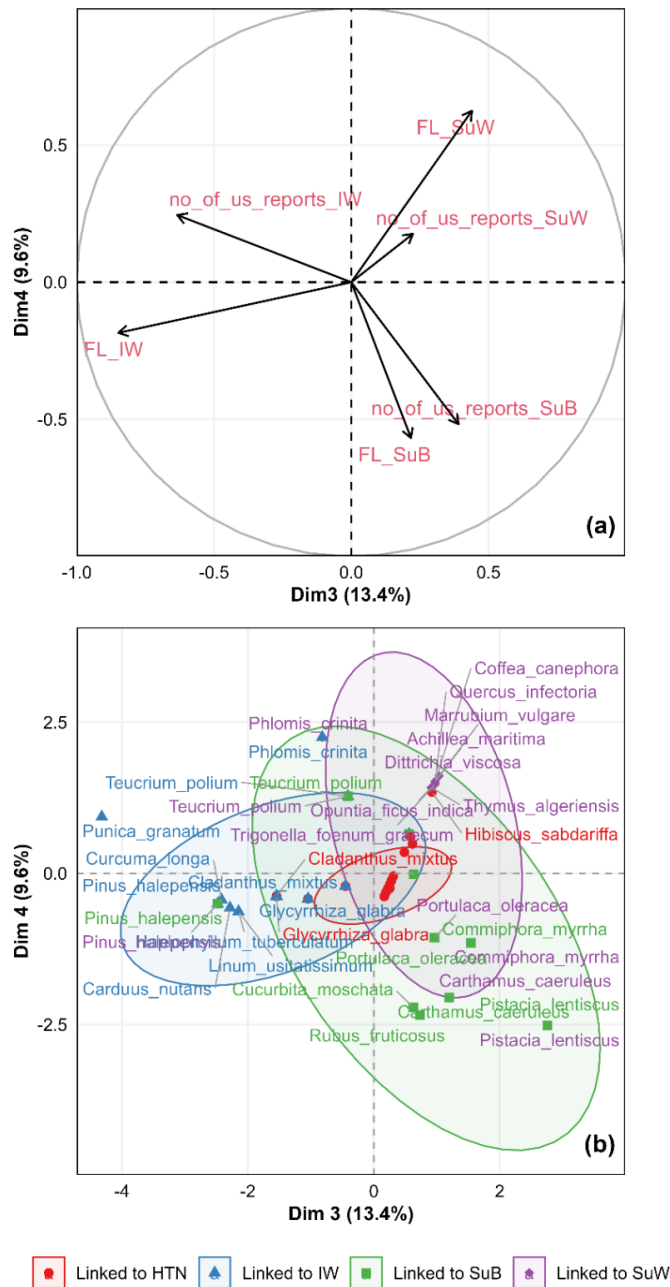 FL_SuW
no_of_us_reports_IW
no_of_us_reports_SuW
FL_IW
no_of_us_reports_SuB
FL_SuB
0.5
0.0
-0.5
Dim4 (9.6%)
(a)
-1.0
-0.5
0.0
0.5
Dim3 (13.4%)
Coffea_canephora
Quercus_infectoria
Phlomis_crinita
Marrubium_vulgare
Achillea_maritima
Phlomis_crinita
Dittrichia_viscosa
Teucrium_polium
Teucrium_polium
Teucrium_polium
Opuntia_ficus_indica
Thymus_algeriensis
Punica_granatum
Trigonella_foenum_graecum
Hibiscus_sabdariffa
Curcuma_longa
Cladanthus_mixtus
Pinus_halepensis
Cladanthus_mixtus
Pinus_halepensis
Glycyrrhiza_glabra
Portulaca_oleracea
Pinus_halepensis
Haplophyllum_tuberculatum
Glycyrrhiza_glabra
Commiphora_myrrha
Linum_usitatissimum
Portulaca_oleracea
Commiphora_myrrha
Carduus_nutans
Cucurbita_moschata
Carthamus_caeruleus
Carthamus_caeruleus
Pistacia_lentiscus
Rubus_fruticosus
Pistacia_lentiscus
2.5
0.0
-2.5
Dim 4 (9.6%)
(b)
-4
-2
0
2
Dim 3 (13.4%)
Linked to HTN
Linked to IW
Linked to SuB
Linked to SuW